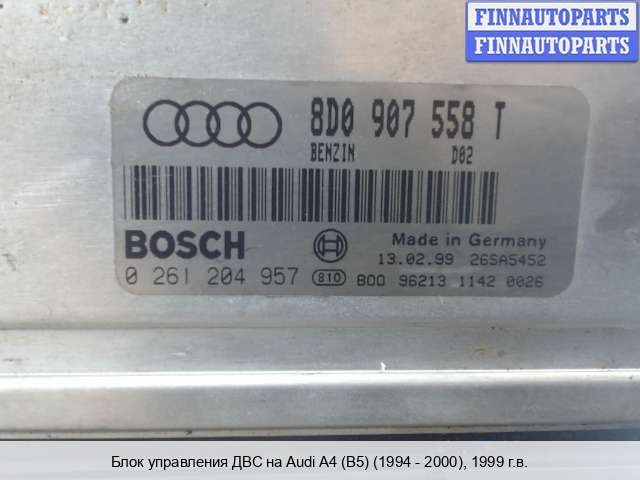 FINNAUTOPARTS
FINNAUTOPARTS
8D0 907 558 T
BENZIN D02
BOSCH
Made in Germany
13.02.99 26SA5452
0 261 204 957 810 B00 96213 1142 0026
Блок управления ДВС на Audi A4 (B5) (1994 - 2000), 1999 г.в.